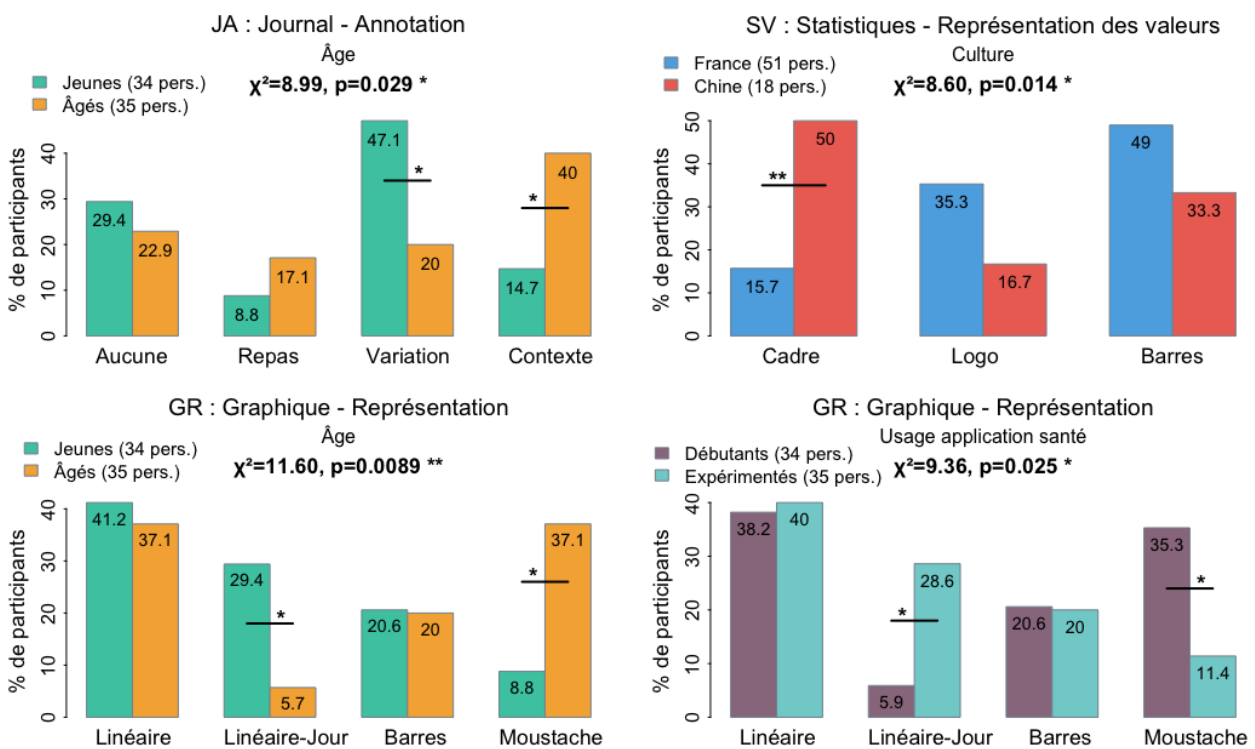 JA : Journal - Annotation
Âge
Jeunes (34 pers.)
Âgés (35 pers.)
χ²=8.99, p=0.029 *
% de participants
0 10 20 30 40
29.4
22.9
8.8
17.1
47.1
*
20
14.7
*
40
Aucune Repas Variation Contexte
SV : Statistiques - Représentation des valeurs
Culture
France (51 pers.)
Chine (18 pers.)
χ²=8.60, p=0.014 *
% de participants
0 10 20 30 40 50
15.7
**
50
35.3
16.7
49
33.3
Cadre Logo Barres
GR : Graphique - Représentation
Âge
Jeunes (34 pers.)
Âgés (35 pers.)
χ²=11.60, p=0.0089 **
% de participants
0 10 20 30 40
41.2
37.1
29.4
*
5.7
20.6
20
8.8
*
37.1
Linéaire Linéaire-Jour Barres Moustache
GR : Graphique - Représentation
Usage application santé
Débutants (34 pers.)
Expérimentés (35 pers.)
χ²=9.36, p=0.025 *
% de participants
0 10 20 30 40
38.2
40
5.9
*
28.6
20.6
20
35.3
*
11.4
Linéaire Linéaire-Jour Barres Moustache